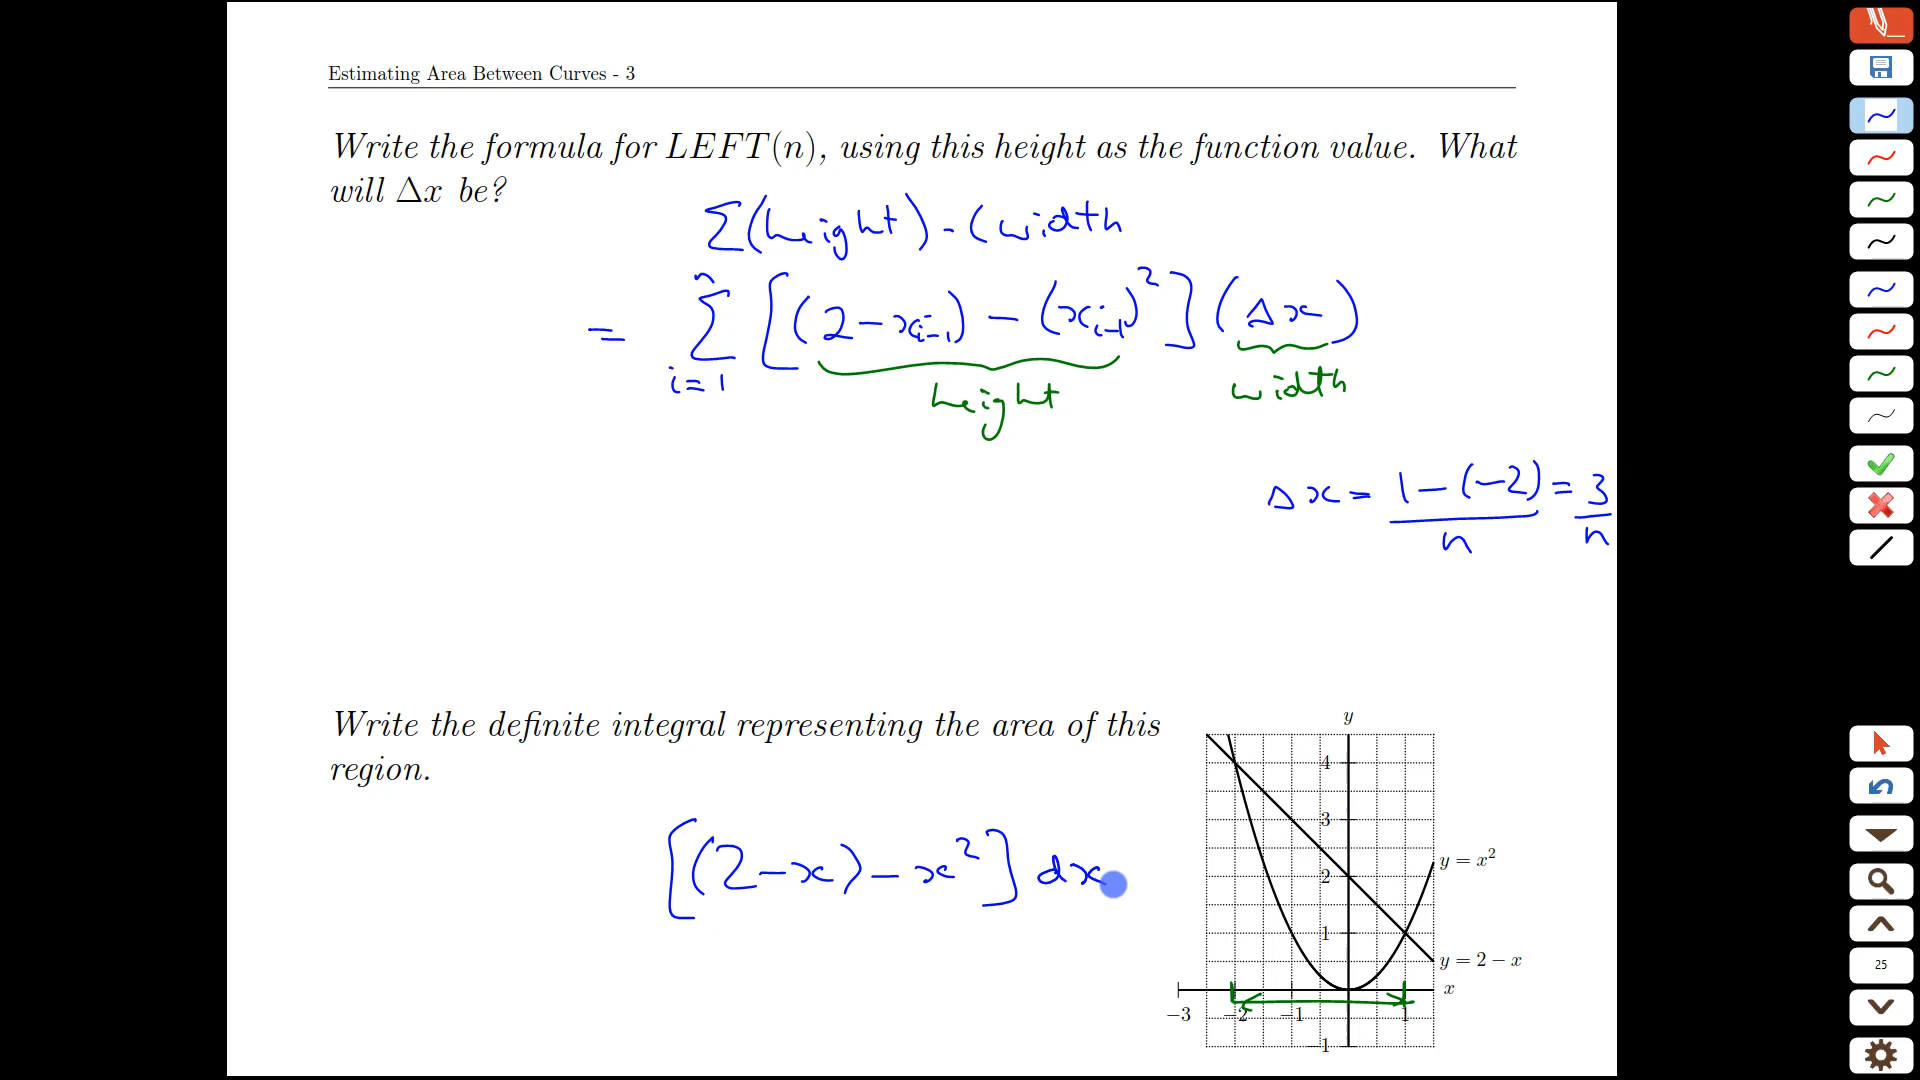 Estimating Area Between Curves - 3
Write the formula for LEFT(n), using this height as the function value. What
will Δx be?
Σ(height) - (width
= Σ [(2-x_{i-1}) - (x_{i-1})^2] (Δx)
n
i=1
height
width
Δx = 1-(-2) = 3
n n
Write the definite integral representing the area of this
region.
[(2-x)-x^2] dx
y
4
3
2
1
y = x^2
y = 2 − x
x
−3 −2 −1 1
−1
25